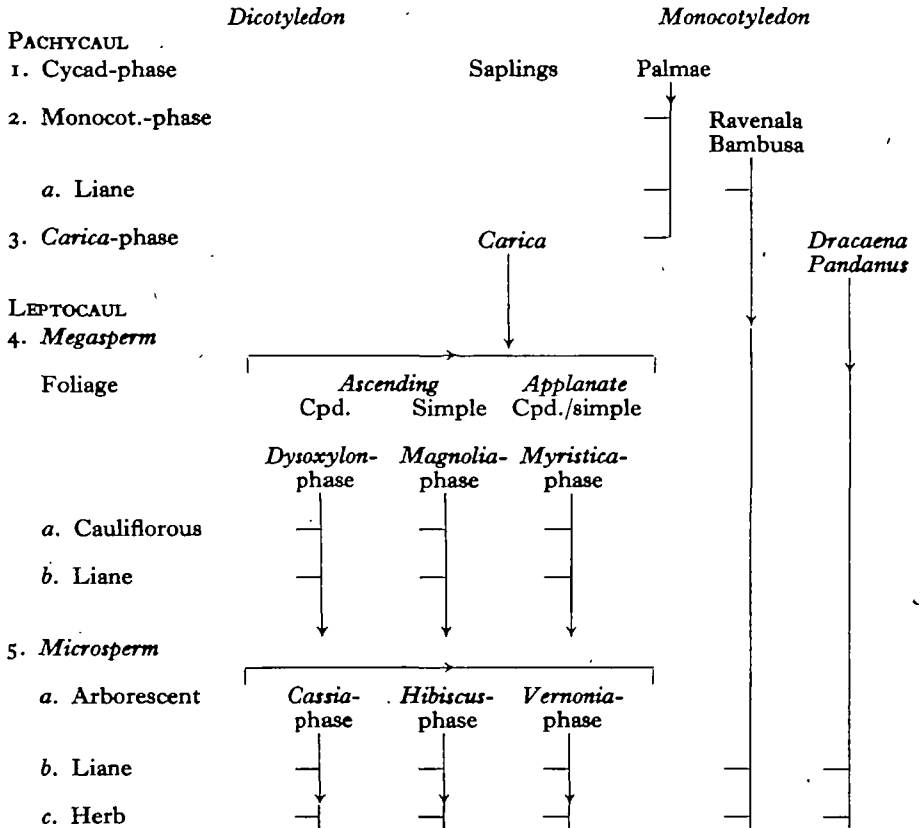 Dicotyledon Monocotyledon
PACHYCAUL
1. Cycad-phase Saplings Palmae
2. Monocot.-phase Ravenala
Bambusa
a. Liane
3. Carica-phase Carica Dracaena
Pandanus
LEPTOCAUL
4. Megasperm
Foliage Ascending Applanate
Cpd. Simple Cpd./simple
Dysoxylon- Magnolia- Myristica-
phase phase phase
a. Cauliflorous
b. Liane
5. Microsperm
a. Arborescent Cassia- Hibiscus- Vernonia-
phase phase phase
b. Liane
c. Herb